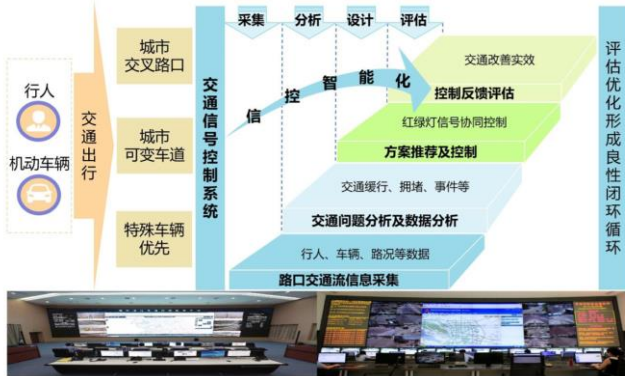 采集
分析
设计
评估
行人
机动车辆
交通出行
城市
交叉路口
城市
可变车道
特殊车辆
优先
交通信号控制系统
信控智能化
交通改善实效
控制反馈评估
红绿灯信号协同控制
方案推荐及控制
交通缓行、拥堵、事件等
交通问题分析及数据分析
行人、车辆、路况等数据
路口交通流信息采集
评估优化形成良性闭环循环